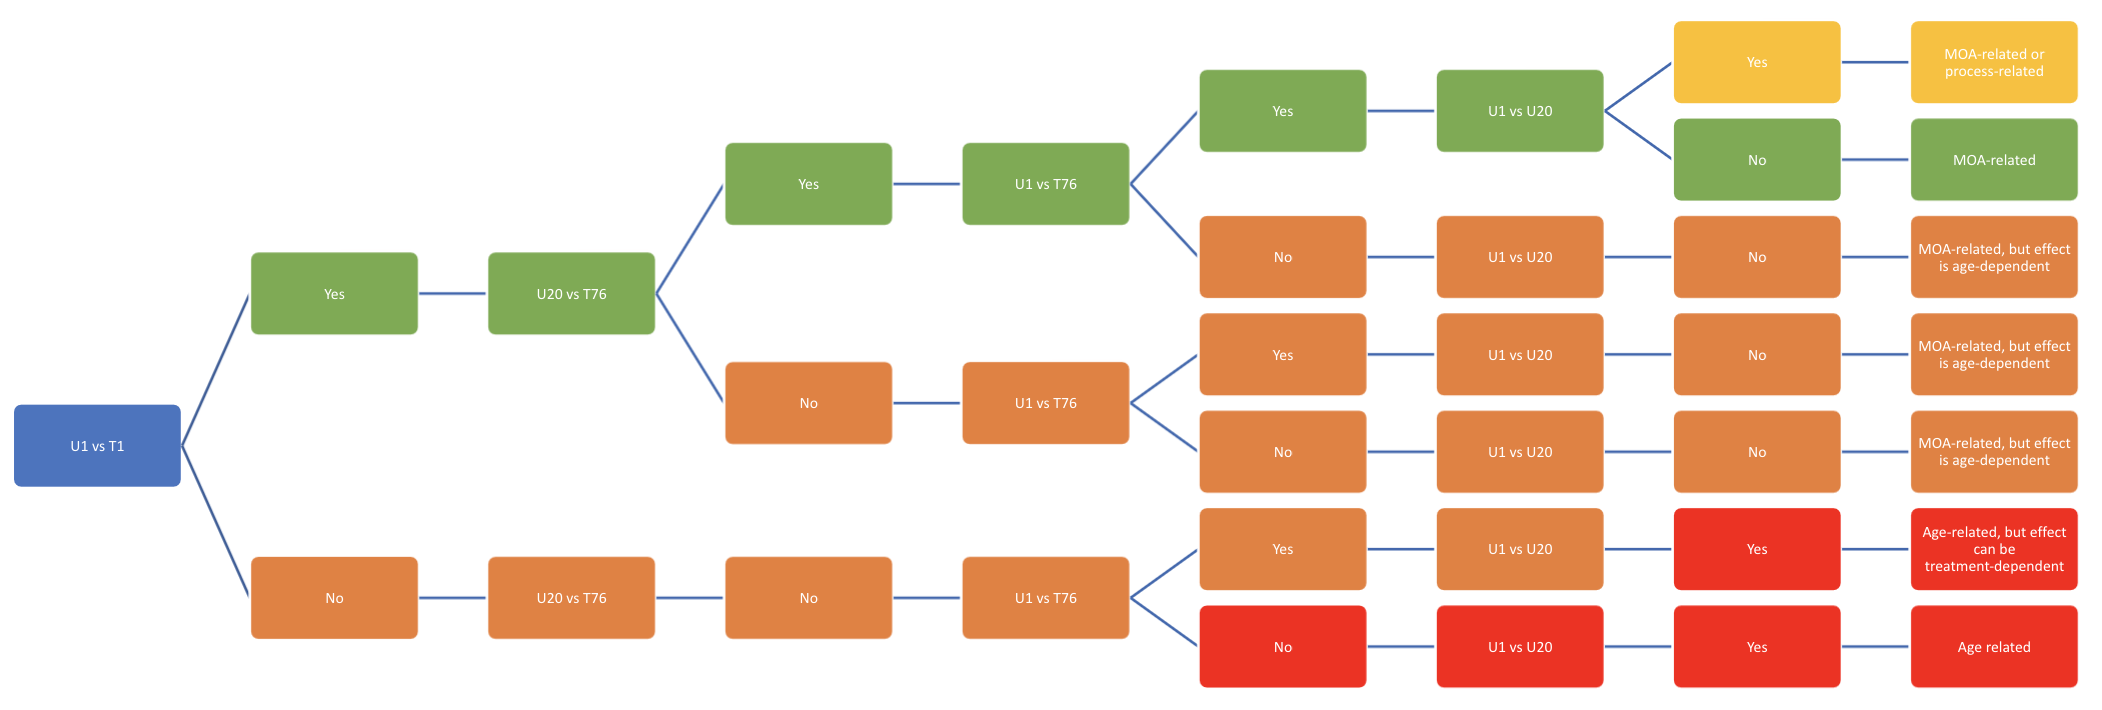 Yes
MOA-related or
process-related
Yes
U1 vs U20
No
MOA-related
Yes
U1 vs T76
No
U1 vs U20
No
MOA-related, but effect
is age-dependent
Yes
U20 vs T76
Yes
U1 vs U20
No
MOA-related, but effect
is age-dependent
No
U1 vs T76
No
U1 vs U20
No
MOA-related, but effect
is age-dependent
U1 vs T1
Yes
U1 vs U20
Yes
Age-related, but effect
can be
treatment-dependent
No
U20 vs T76
No
U1 vs T76
No
U1 vs U20
Yes
Age related